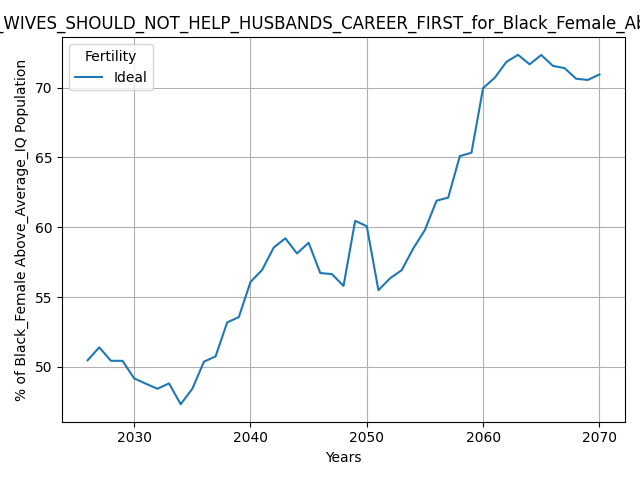 _WIVES_SHOULD_NOT_HELP_HUSBANDS_CAREER_FIRST_for_Black_Female_Ab
Fertility
Ideal
% of Black_Female Above_Average_IQ Population
70
65
60
55
50
2030 2040 2050 2060 2070
Years